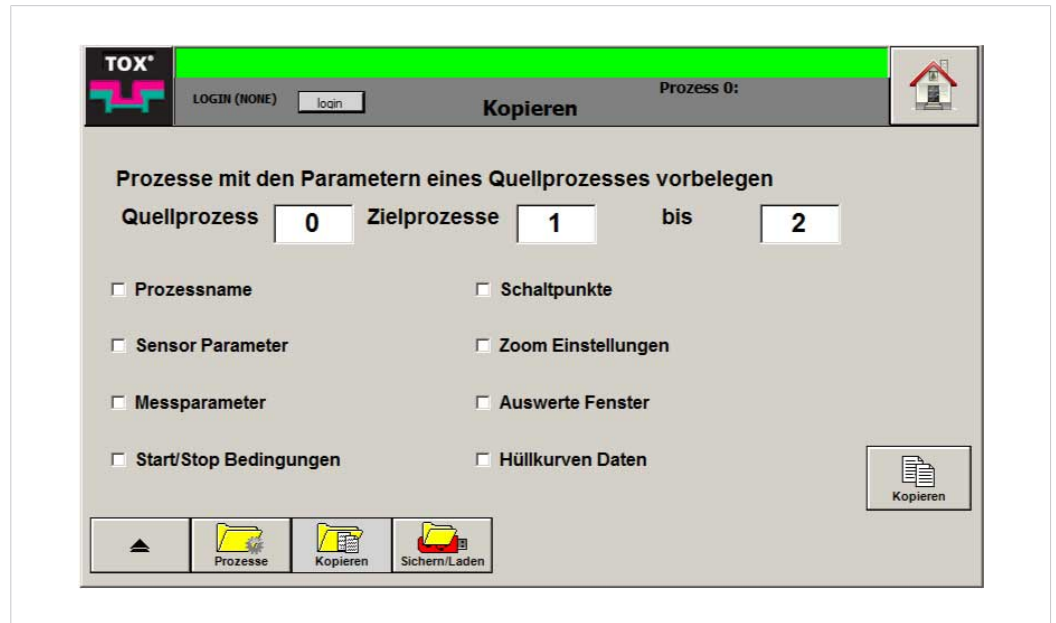 TOX®
LOGIN (NONE) login Kopieren Prozess 0:
Prozesse mit den Parametern eines Quellprozesses vorbelegen
Quellprozess 0 Zielprozesse 1 bis 2
Prozessname Schaltpunkte
Sensor Parameter Zoom Einstellungen
Messparameter Auswerte Fenster
Start/Stop Bedingungen Hüllkurven Daten
Kopieren
Prozesse Kopieren Sichern/Laden